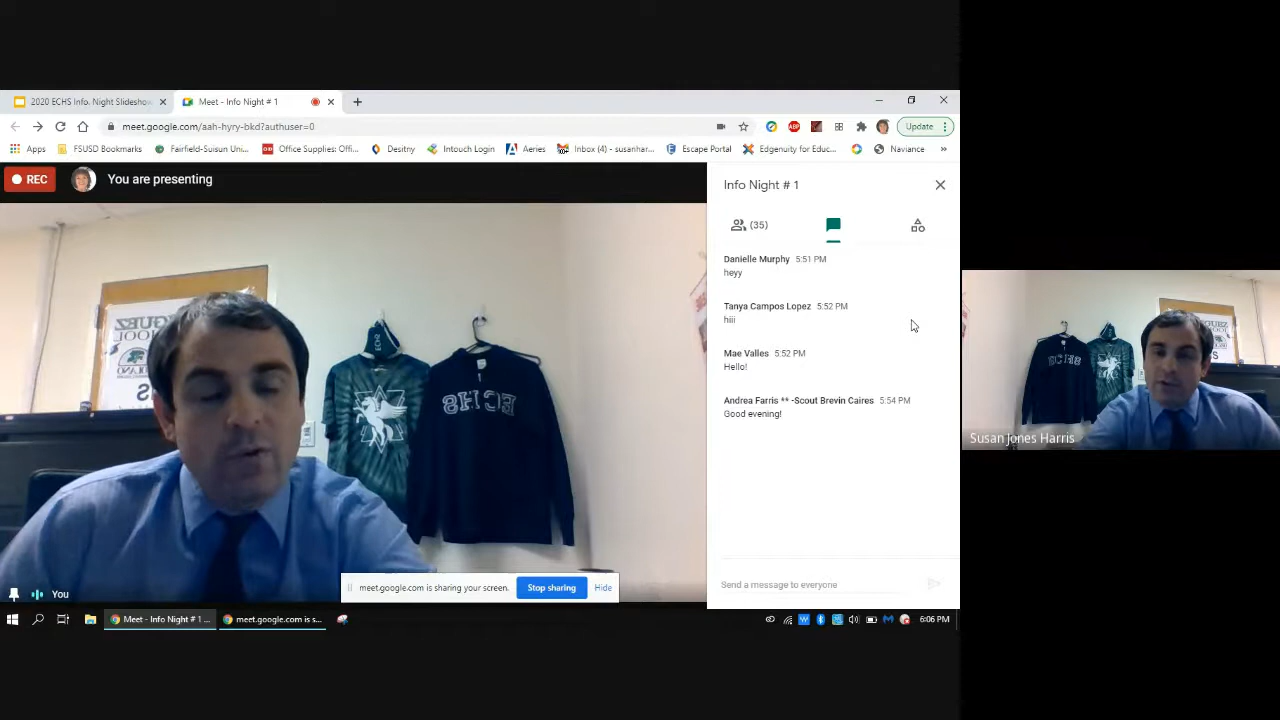 2020 ECHS Info. Night Slideshow
Meet - Info Night # 1
meet.google.com/aah-hyry-bkd?authuser=0
ABP
Update
Apps
FSUSD Bookmarks
Fairfield-Suisun Uni...
Office Supplies: Offi...
Desitny
Intouch Login
Aeries
Inbox (4) - susanhar...
Escape Portal
Edgenuity for Educ...
Naviance
»
REC
You are presenting
Info Night # 1
(35)
Danielle Murphy 5:51 PM
heyy
Tanya Campos Lopez 5:52 PM
hiii
Mae Valles 5:52 PM
Hello!
Andrea Farris ** -Scout Brevin Caires 5:54 PM
Good evening!
ECHS
ECHS
Susan Jones Harris
meet.google.com is sharing your screen.
Stop sharing
Hide
Send a message to everyone
You
Meet - Info Night # 1 ...
meet.google.com is s...
6:06 PM